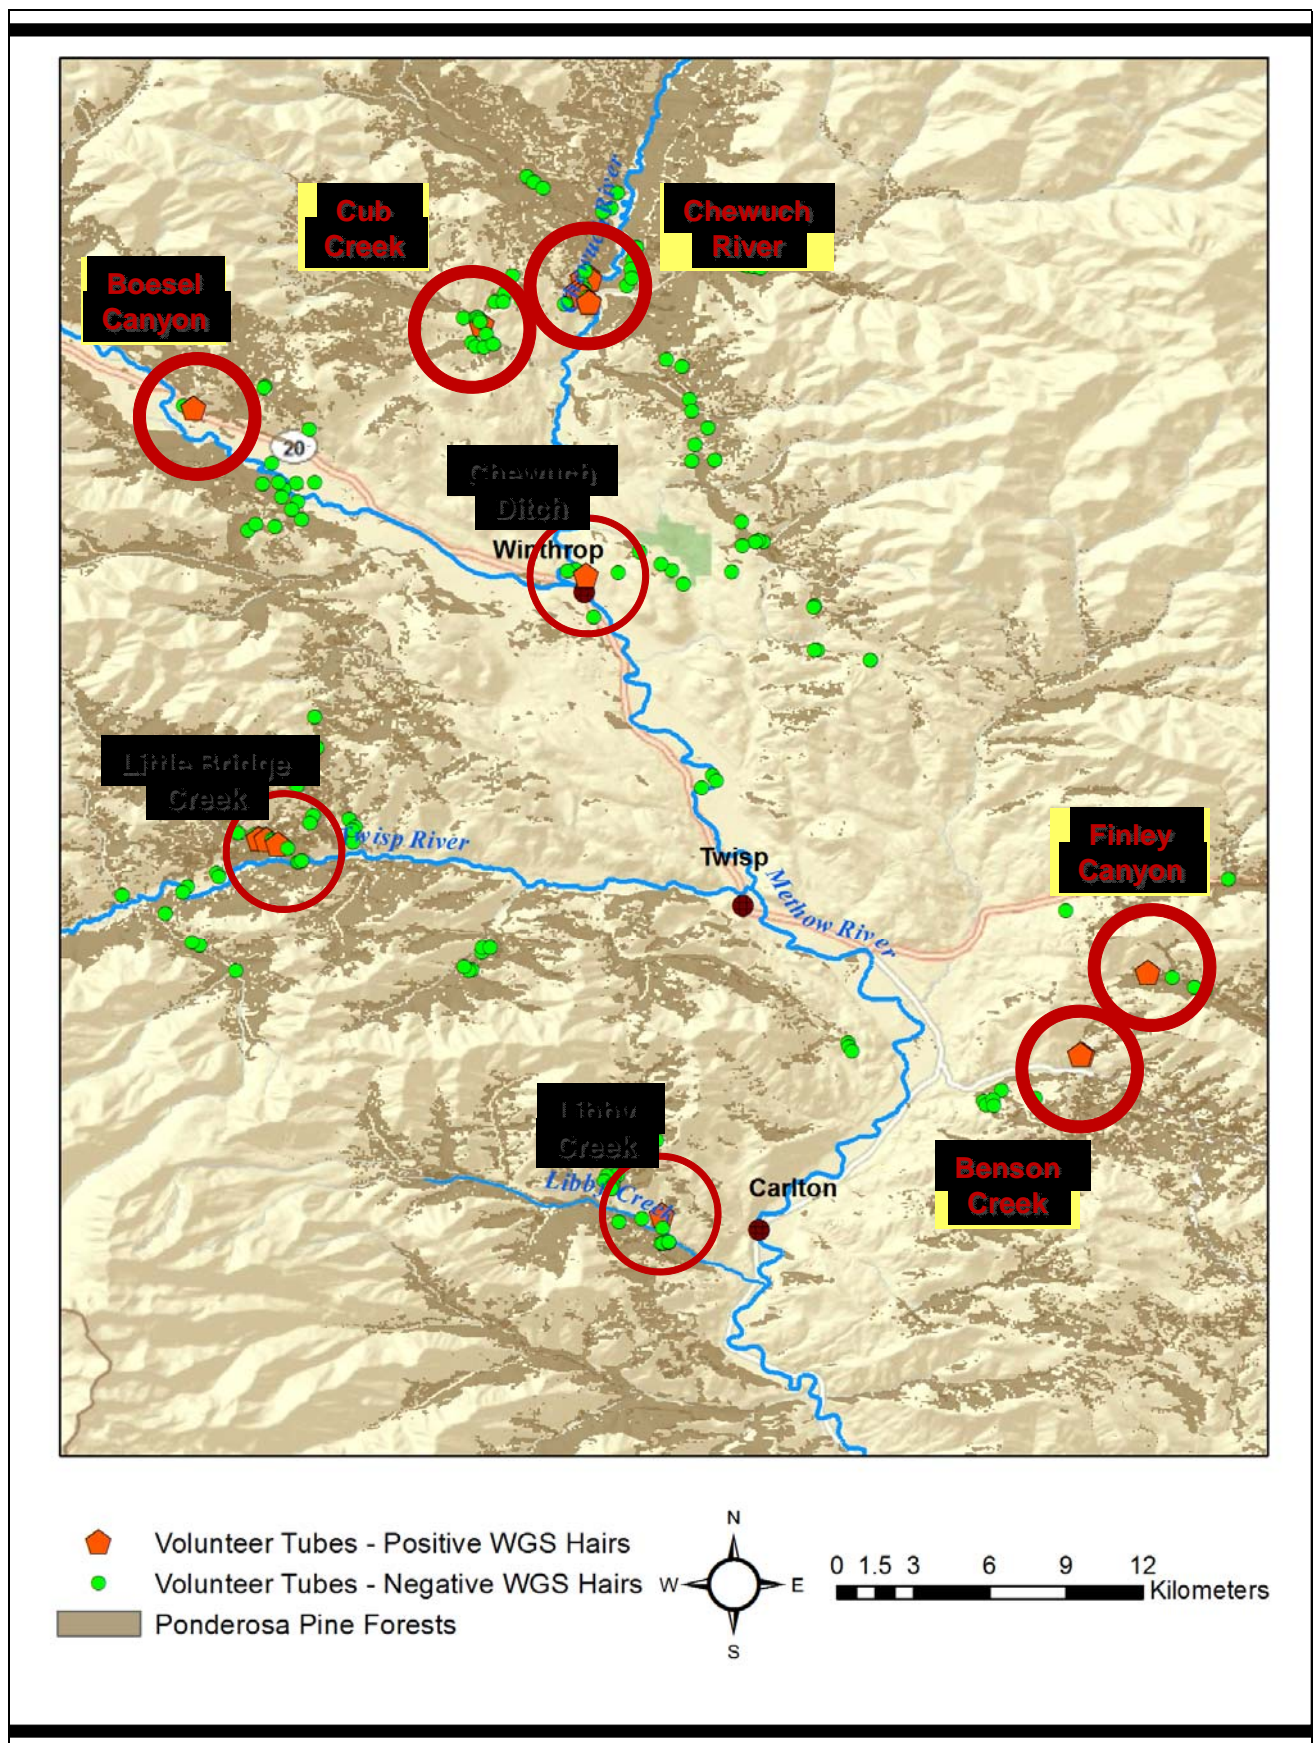 Cub
Creek
Chewuch
River
River
Boesel
Canyon
20
Chewuch
Ditch
Winthrop
Little Bridge
Creek
Twisp River
Twisp
Methow River
Finley
Canyon
Libby
Creek
Libby Creek
Carlton
Benson
Creek
Volunteer Tubes - Positive WGS Hairs
Volunteer Tubes - Negative WGS Hairs
Ponderosa Pine Forests
N
W E
S
0 1.5 3 6 9 12
Kilometers